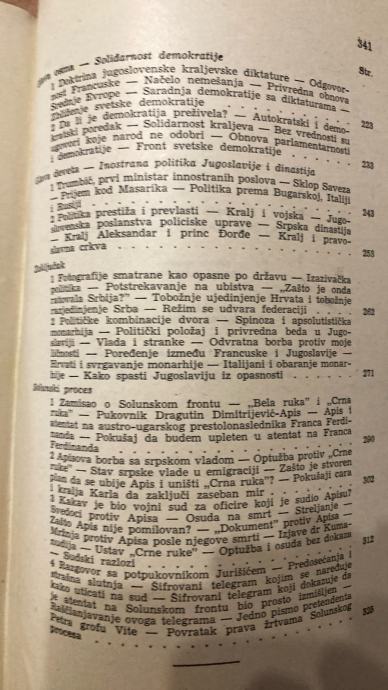 341
Glava osma — Solidarnost demokratije
Str.
1 Doktrina jugoslovenske kraljevske diktature — Odgovor-
nost Francuske — Načelo nemešanja — Privredna obnova
Srednje Evrope — Saradnja demokratije sa diktaturama —
Zbliženje svetske demokratije . . . . . . . . 223
2 Da li je demokratija preživela? — Autokratski i demo-
kratski poredak — Solidarnost kraljeva — Bez vrednosti su
ugovori koje narod ne odobri — Obnova parlamentarnosti
i demokratije — Front svetske demokratije . . . . . 233
Glava deveta — Inostrana politika Jugoslavije i dinastija
1 Trumbić, prvi ministar innostranih poslova — Sklop Saveza
— Prijem kod Masarika — Politika prema Bugarskoj, Italiji
i Rusiji . . . . . . . . . . . . 243
2 Politika prestiža i prevlasti — Kralj i vojska — Jugo-
slovenska poslanstva policiske uprave — Srpska dinastija
— Kralj Aleksandar i princ Đorđe — Kralj i pravo-
slavna crkva . . . . . . . . . . . . 253
Zaključak
1 Fotografije smatrane kao opasne po državu — Izazivačka
politika — Potstrekavanje na ubistva — „Zašto je onda
ratovala Srbija?" — Tobožnje ujedinjenje Hrvata i tobožnje
razjedinjenje Srba — Režim se udvara federaciji . . . . 262
2 Političke kombinacije dvora — Spinoza i apsolutistička
monarhija — Politički položaj i privredna beda u Jugo-
slaviji — Vlada i stranke — Odvratna borba protiv moje
ličnosti — Poređenje između Francuske i Jugoslavije —
Hrvati i svrgavanje monarhije — Italijani i obaranje monar-
hije — Kako spasti Jugoslaviju iz opasnosti . . . . . 271
Solunski proces
1 Zamisao o Solunskom frontu — „Bela ruka" i „Crna
ruka" — Pukovnik Dragutin Dimitrijević-Apis — Apis i
atentat na austro-ugarskog prestolonaslednika Franca Ferdi-
nanda — Pokušaj da budem upleten u atentat na Franca
Ferdinanda . . . . . . . . . . . . 290
2 Apisova borba sa srpskom vladom — Optužba protiv „Crne
ruke" — Stav srpske vlade u emigraciji — Zašto je stvoren
plan da se ubije Apis i uništi „Crna ruka"? — Pokušaji cara
i kralja Karla da zaključi zaseban mir . . . . . . 302
3 Kakav je bio vojni sud za oficire koji je sudio Apisu?
Svedoci protiv Apisa — Osuda na smrt — Streljanje —
Zašto Apis nije pomilovan? — „Dokument" protiv Apisa —
Mržnja protiv Apisa posle njegove smrti — Izjave dr Kuma-
nudija — Ustav „Crne ruke" — Optužba i osuda bez dokaza
— Sudski razlozi . . . . . . . . . . . 312
4 Razgovor sa potpukovnikom Jurišićem — Predosećanja i
strašna slutnja — Šifrovani telegram kojim se naređuje
kako uticati na sud — Šifrovani telegram koji dokazuje da
je atentat na Solunskom frontu bio prosto izmišljen —
Raščlanjavanje ovoga telegrama — Jedno pismo pretendenta
Petra grofu Vite — Povratak prava žrtvama Solunskog
procesa . . . . . . . . . . . . 325